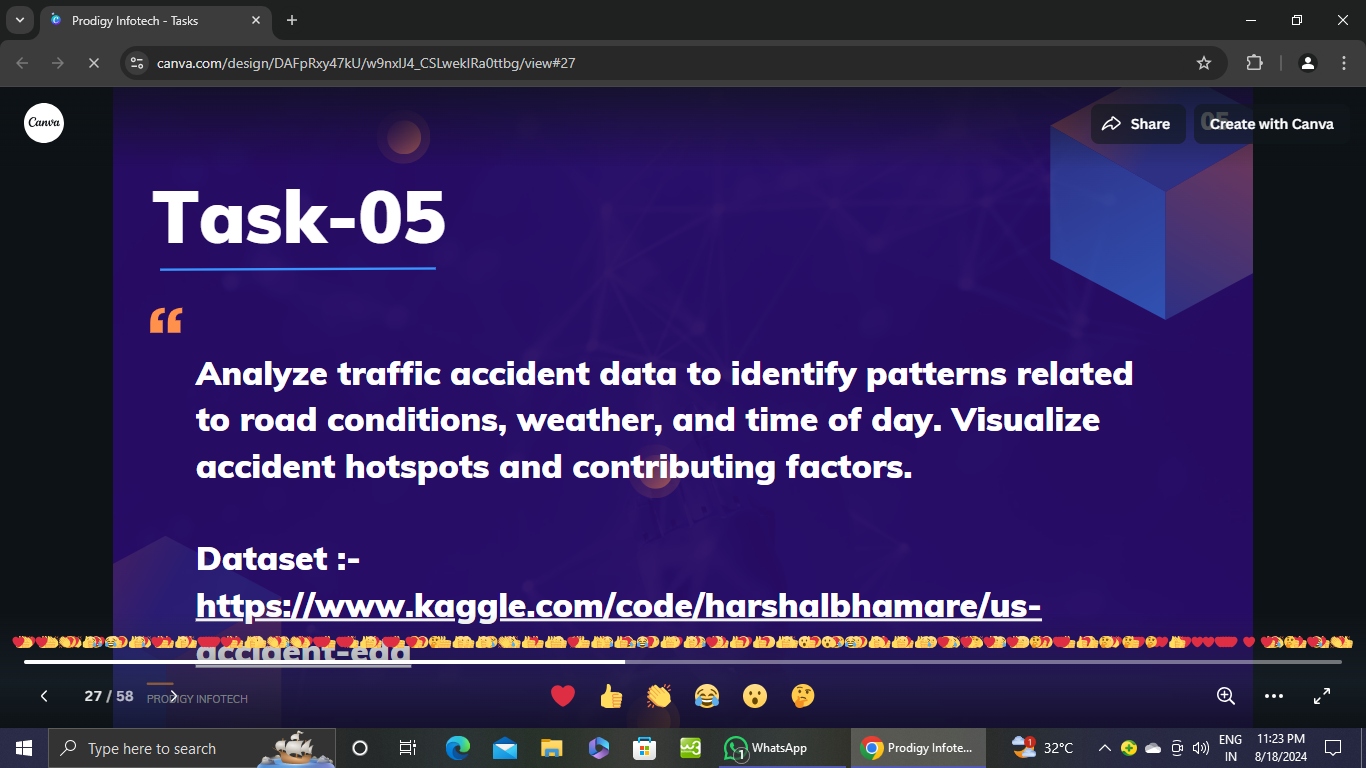 Prodigy Infotech - Tasks
canva.com/design/DAFpRxy47kU/w9nxlJ4_CSLwekIRa0ttbg/view#27
Canva
Share
05
Create with Canva
Task-05
“
Analyze traffic accident data to identify patterns related
to road conditions, weather, and time of day. Visualize
accident hotspots and contributing factors.
Dataset :-
https://www.kaggle.com/code/harshalbhamare/us-
accident-eda
27 / 58
PRODIGY INFOTECH
Type here to search
WhatsApp
1
Prodigy Infote...
1
32°C
ENG
IN
11:23 PM
8/18/2024